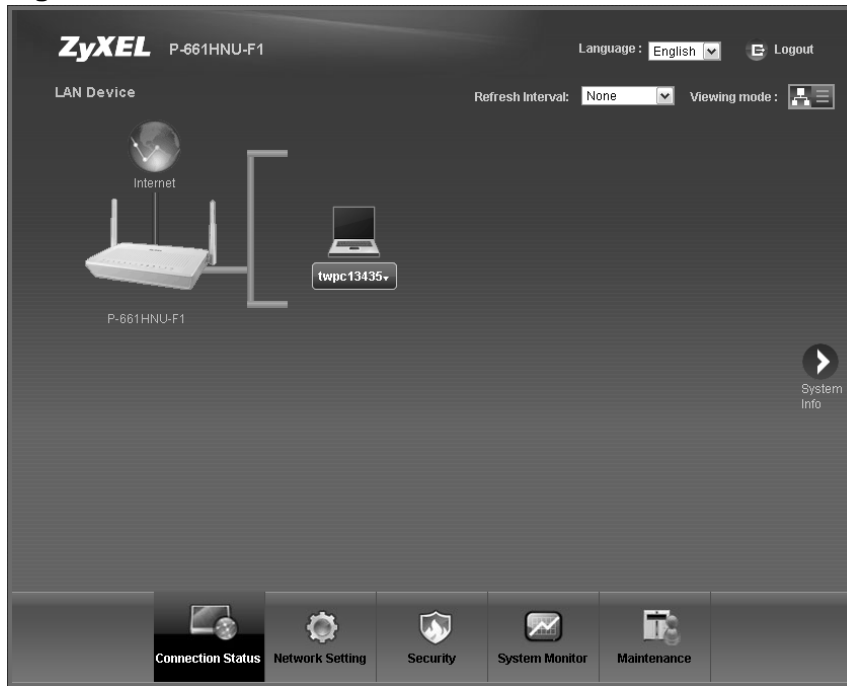 ZyXEL P-661HNU-F1
Language : English
Logout
LAN Device
Refresh Interval: None
Viewing mode :
Internet
twpc13435
P-661HNU-F1
System
Info
Connection Status
Network Setting
Security
System Monitor
Maintenance